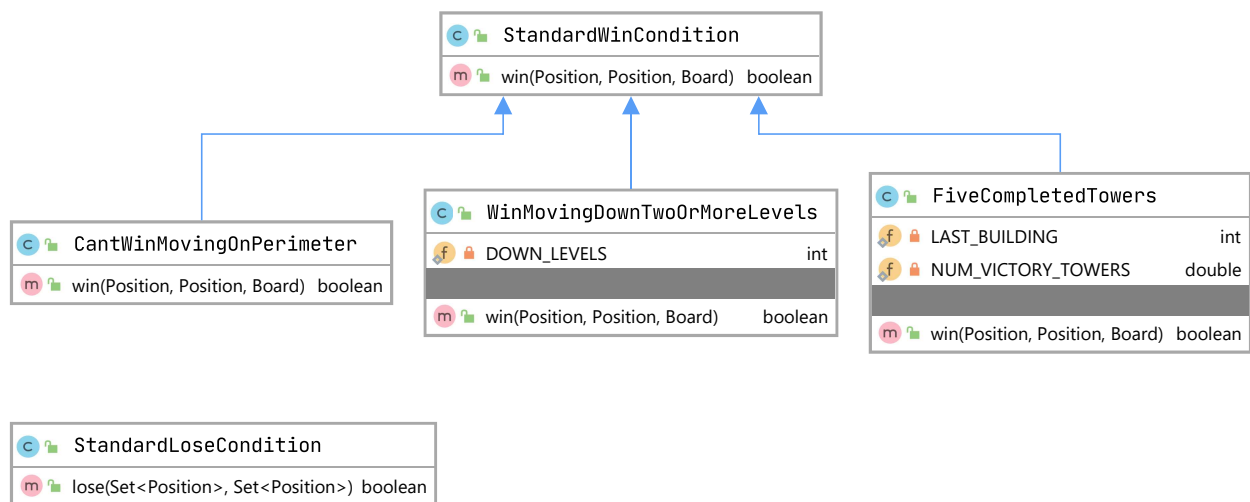 StandardWinCondition
win(Position, Position, Board) boolean
CantWinMovingOnPerimeter
win(Position, Position, Board) boolean
WinMovingDownTwoOrMoreLevels
DOWN_LEVELS int
win(Position, Position, Board) boolean
FiveCompletedTowers
LAST_BUILDING int
NUM_VICTORY_TOWERS double
win(Position, Position, Board) boolean
StandardLoseCondition
lose(Set<Position>, Set<Position>) boolean